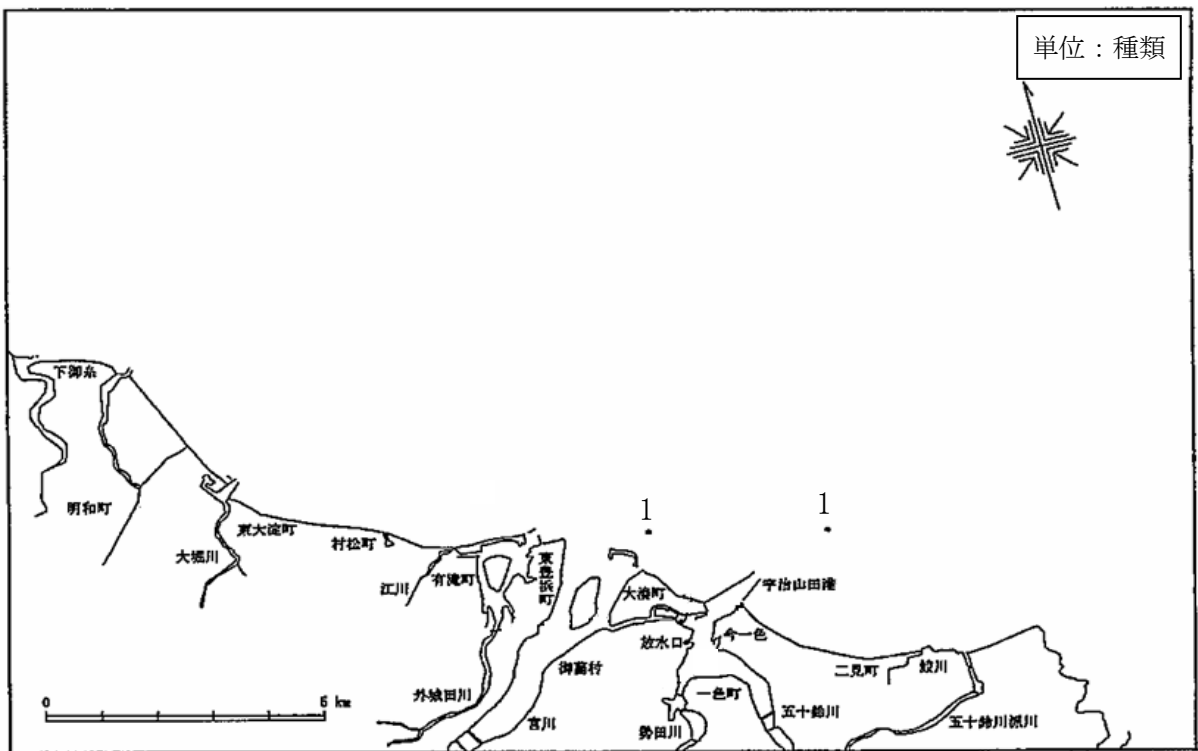 単位：種類
下御糸
明和町
大堀川
東大淀町
村松町
江川
有滝町
東豊浜町
外城田川
宮川
御薗村
大湊町
1
1
宇治山田港
放水口
今一色
一色町
勢田川
五十鈴川
二見町
五十鈴川派川
0
5 km